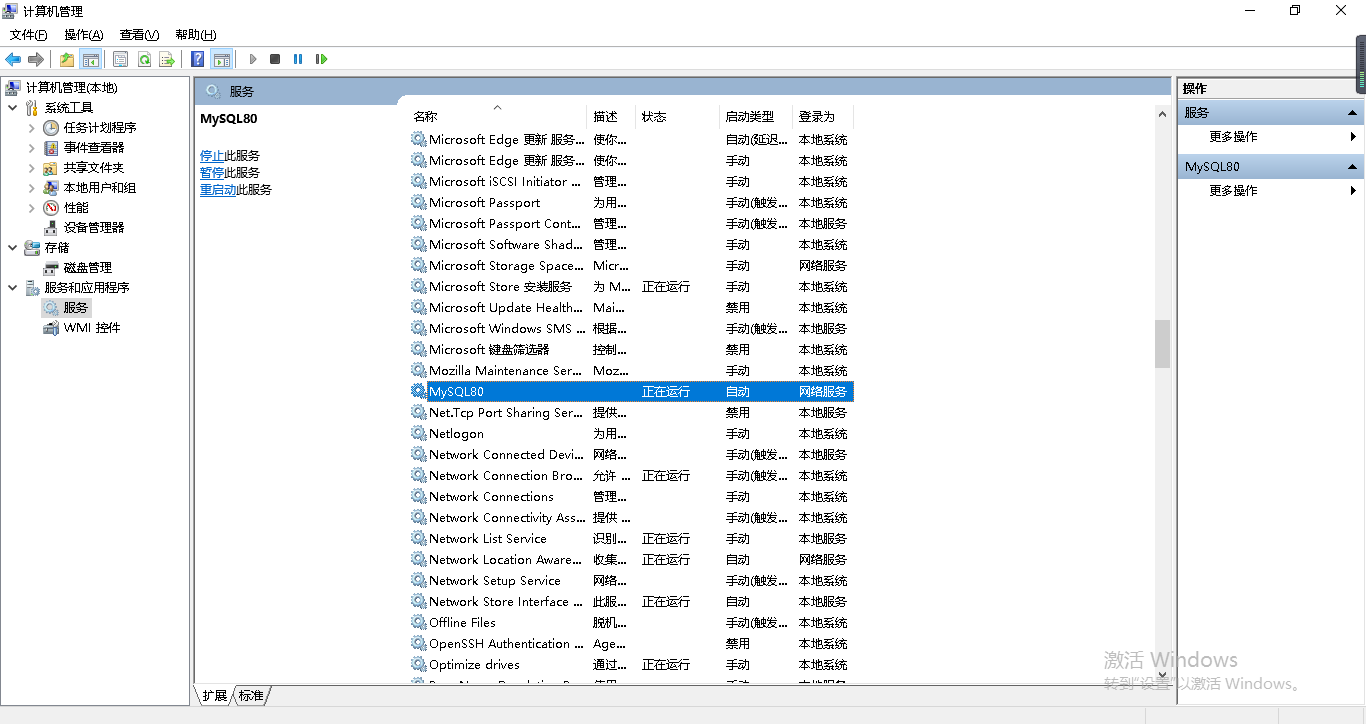 计算机管理
文件(F) 操作(A) 查看(V) 帮助(H)
计算机管理(本地)
系统工具
任务计划程序
事件查看器
共享文件夹
本地用户和组
性能
设备管理器
存储
磁盘管理
服务和应用程序
服务
WMI 控件
服务
MySQL80
停止此服务
暂停此服务
重启动此服务
名称 描述 状态 启动类型 登录为
Microsoft Edge 更新 服务... 使你... 自动(延迟... 本地系统
Microsoft Edge 更新 服务... 使你... 手动 本地系统
Microsoft iSCSI Initiator ... 管理... 手动 本地系统
Microsoft Passport 为用... 手动(触发... 本地系统
Microsoft Passport Cont... 管理... 手动(触发... 本地服务
Microsoft Software Shad... 管理... 手动 本地系统
Microsoft Storage Space... Micr... 手动 网络服务
Microsoft Store 安装服务 为 M... 正在运行 手动 本地系统
Microsoft Update Health... Mai... 禁用 本地系统
Microsoft Windows SMS ... 根据... 手动(触发... 本地服务
Microsoft 键盘筛选器 控制... 禁用 本地系统
Mozilla Maintenance Ser... Moz... 手动 本地系统
MySQL80 正在运行 自动 网络服务
Net.Tcp Port Sharing Ser... 提供... 禁用 本地服务
Netlogon 为用... 手动 本地系统
Network Connected Devi... 网络... 手动(触发... 本地服务
Network Connection Bro... 允许 ... 正在运行 手动(触发... 本地系统
Network Connections 管理... 手动 本地系统
Network Connectivity Ass... 提供 ... 手动(触发... 本地系统
Network List Service 识别... 正在运行 手动 本地服务
Network Location Aware... 收集... 正在运行 自动 网络服务
Network Setup Service 网络... 手动(触发... 本地系统
Network Store Interface ... 此服... 正在运行 自动 本地服务
Offline Files 脱机... 手动(触发... 本地系统
OpenSSH Authentication ... Age... 禁用 本地系统
Optimize drives 通过... 正在运行 手动 本地系统
扩展 标准
操作
服务
更多操作
MySQL80
更多操作
激活 Windows
转到"设置"以激活 Windows。